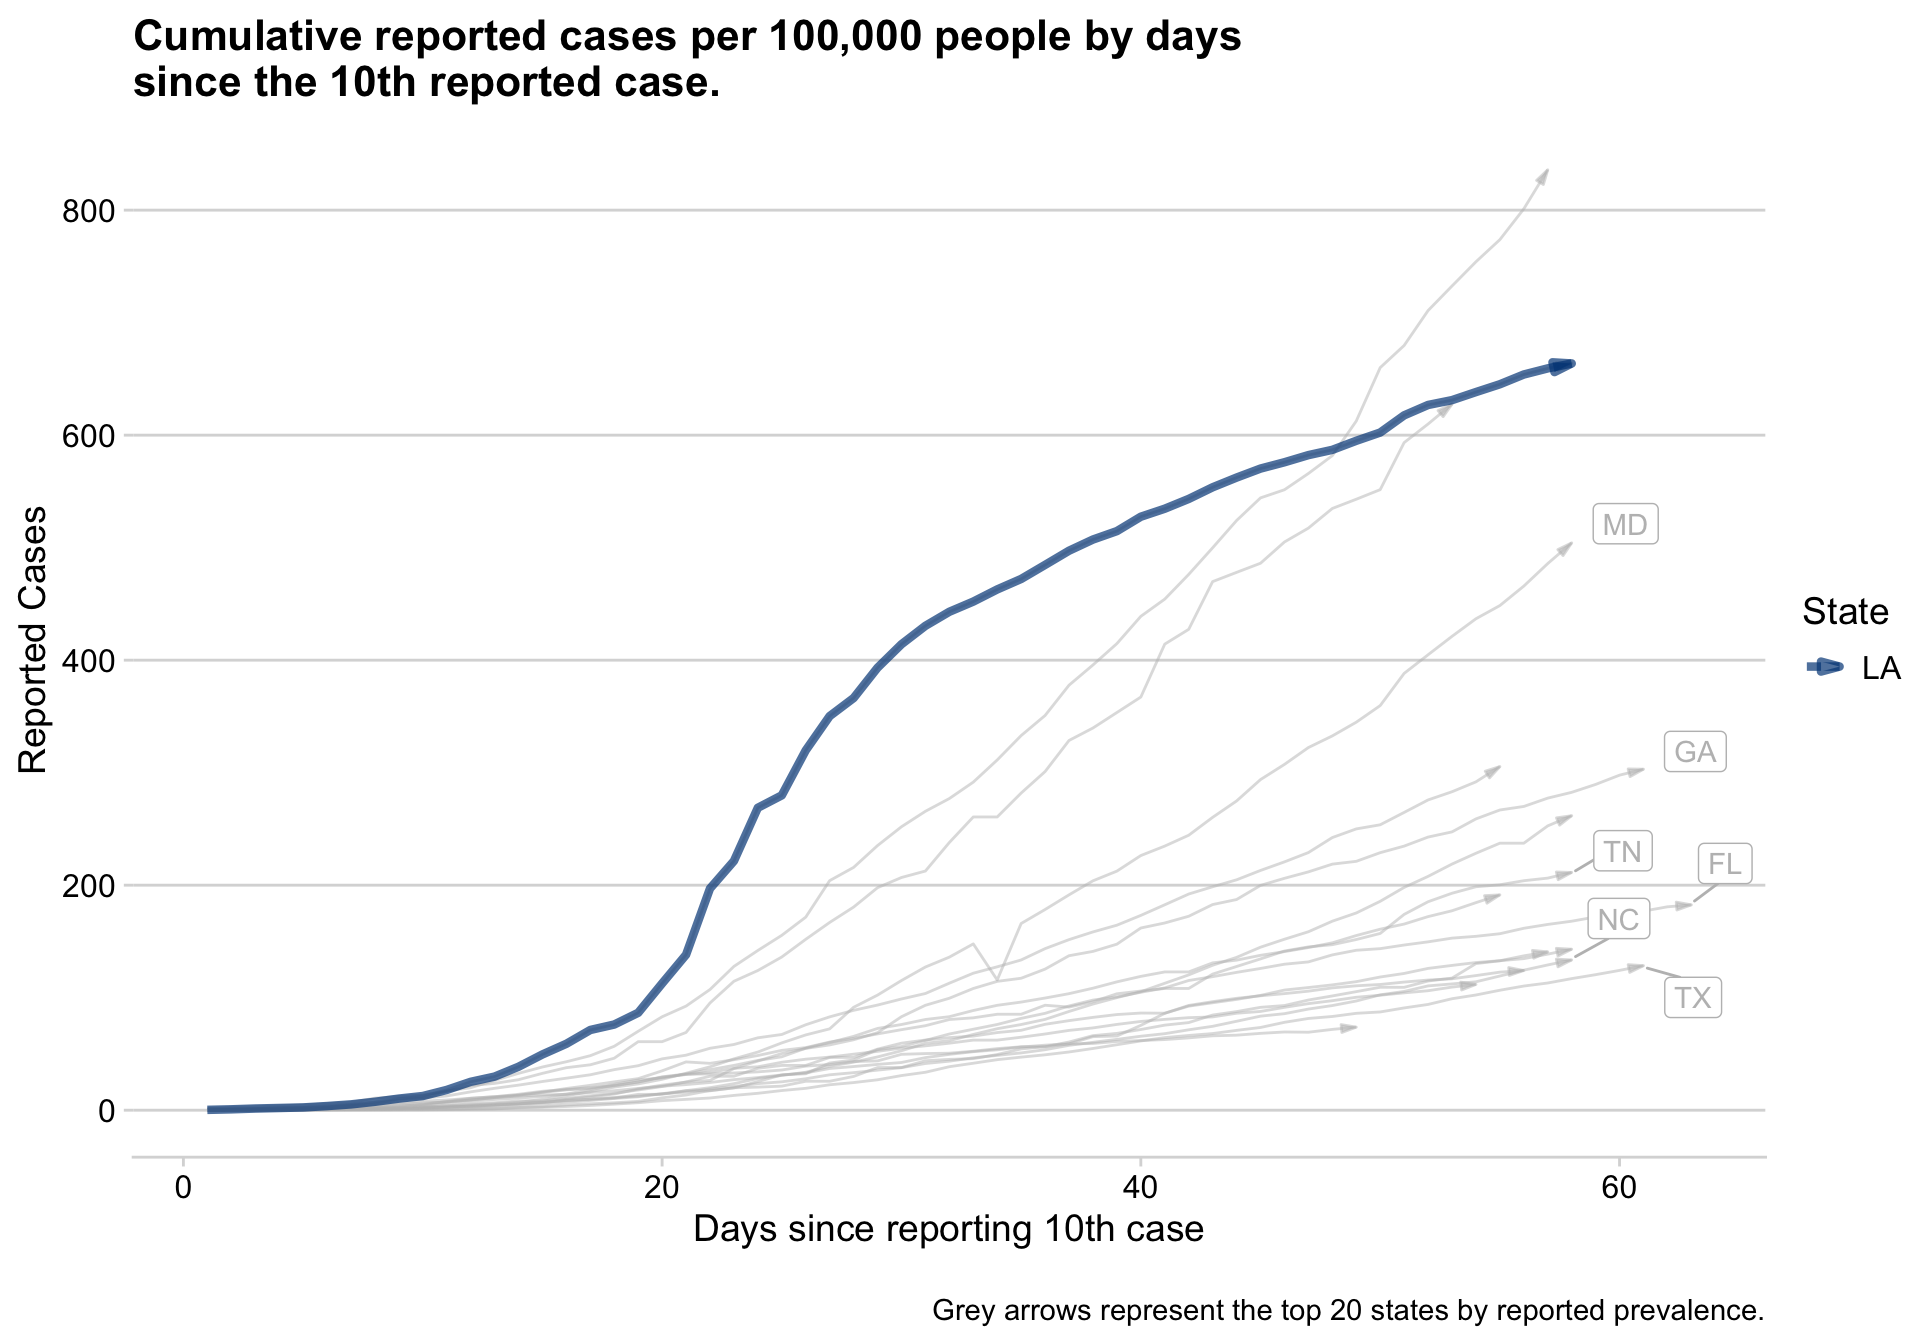 Cumulative reported cases per 100,000 people by days
since the 10th reported case.
800
600
400
200
0
Reported Cases
MD
GA
TN
FL
NC
TX
State
LA
0
20
40
60
Days since reporting 10th case
Grey arrows represent the top 20 states by reported prevalence.